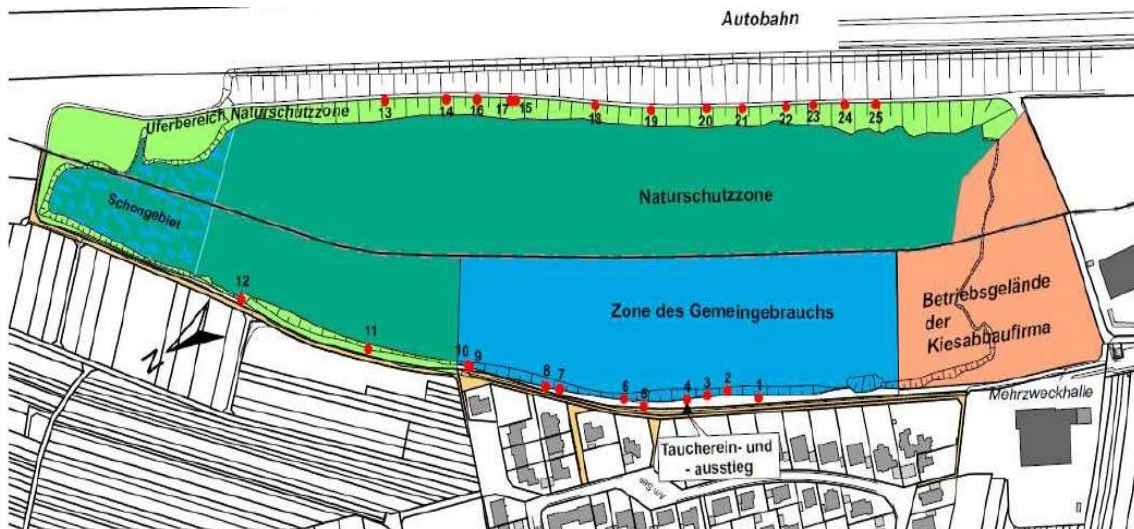 Autobahn
Uferbereich Naturschutzzone
13
14
16
17
15
18
19
20
21
22
23
24
25
Schongebiet
Naturschutzzone
12
N
11
10
9
8
7
6
5
4
3
2
1
Zone des Gemeingebrauchs
Betriebsgelände
der
Kiesabbaufirma
Mehrzweckhalle
Taucherein- und
- ausstieg
Am See